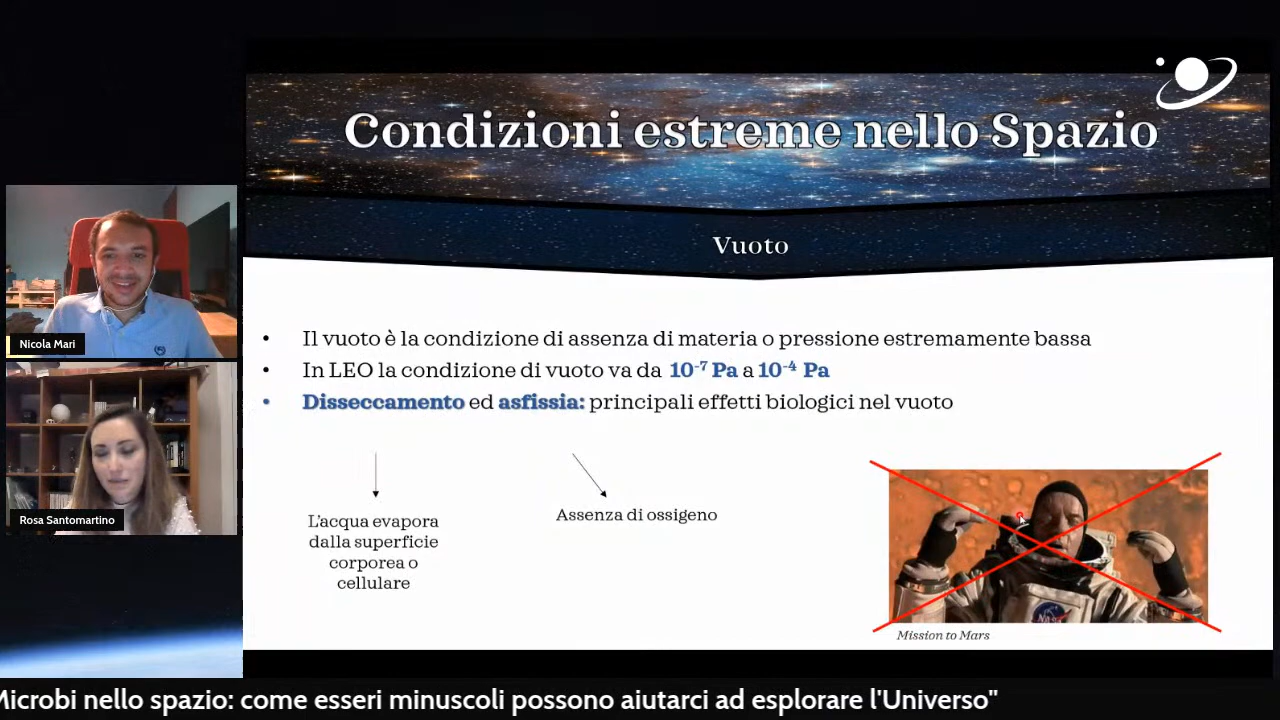 Condizioni estreme nello Spazio
Vuoto
Nicola Mari
Rosa Santomartino
• Il vuoto è la condizione di assenza di materia o pressione estremamente bassa
• In LEO la condizione di vuoto va da 10⁻⁷ Pa a 10⁻⁴ Pa
• Disseccamento ed asfissia: principali effetti biologici nel vuoto
L'acqua evapora
dalla superficie
corporea o
cellulare
Assenza di ossigeno
NASA
Mission to Mars
Microbi nello spazio: come esseri minuscoli possono aiutarci ad esplorare l'Universo"